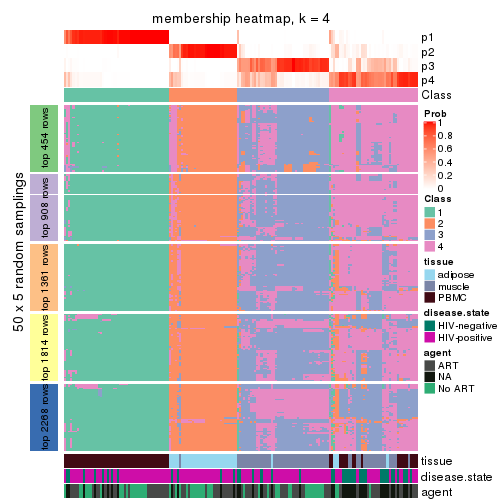 membership heatmap, k = 4
p1
p2
p3
p4
Class
50 x 5 random samplings
top 454 rows
top 908 rows
top 1361 rows
top 1814 rows
top 2268 rows
Prob
1
0.8
0.6
0.4
0.2
0
Class
1
2
3
4
tissue
adipose
muscle
PBMC
disease.state
HIV-negative
HIV-positive
agent
ART
NA
No ART
tissue
disease.state
agent